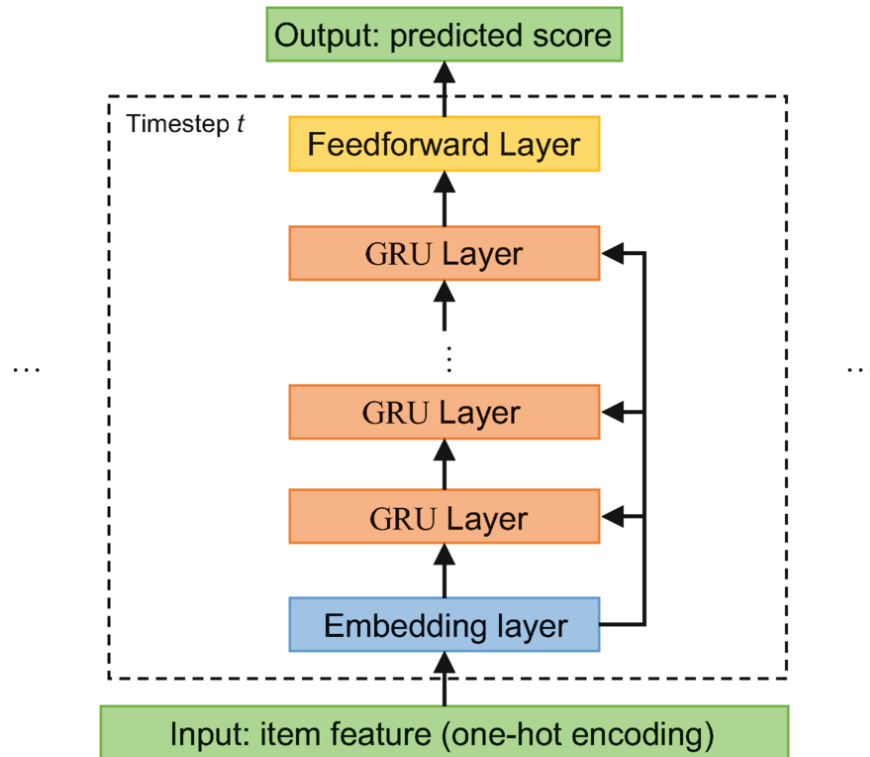 Output: predicted score
Timestep t
Feedforward Layer
GRU Layer
⋮
… …
GRU Layer
GRU Layer
Embedding layer
Input: item feature (one-hot encoding)